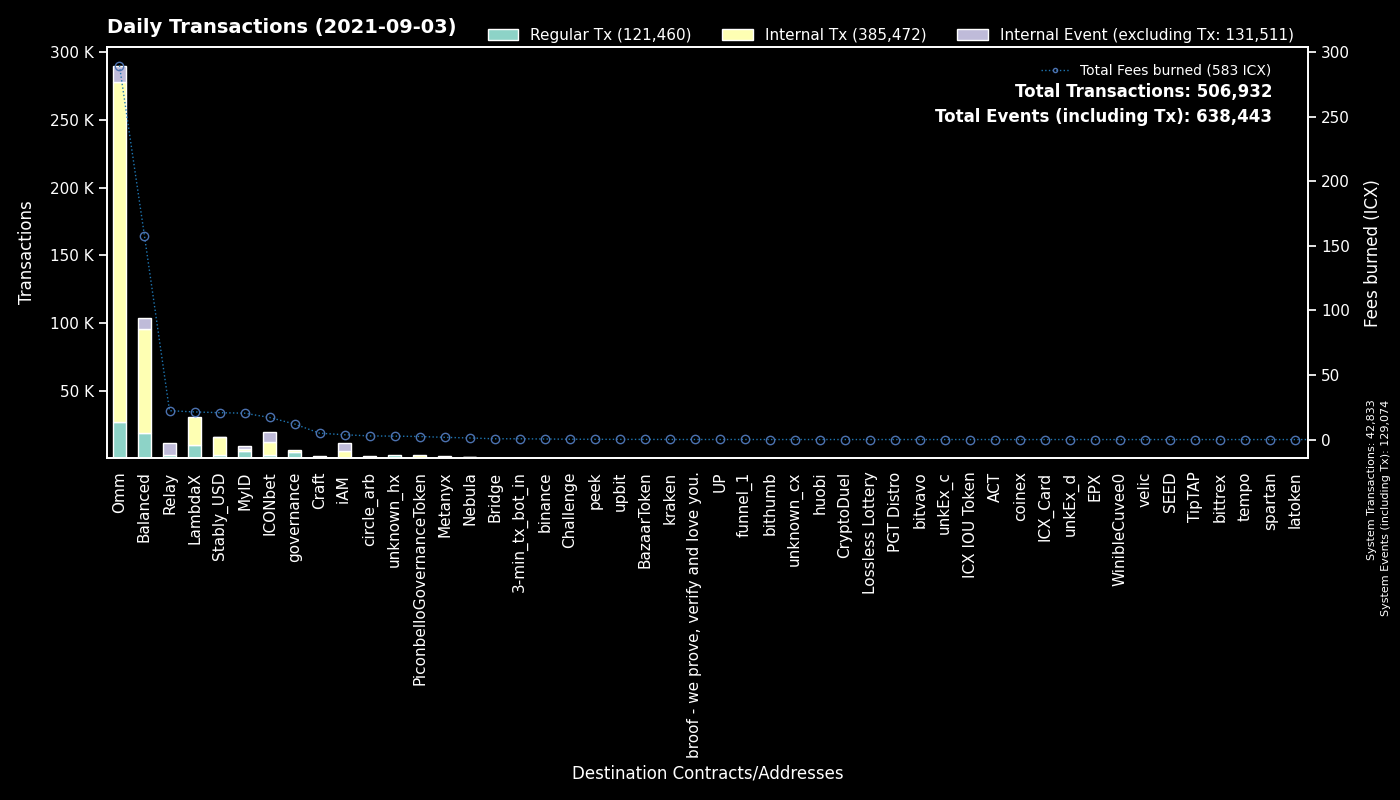 Daily Transactions (2021-09-03)
Regular Tx (121,460)
Internal Tx (385,472)
Internal Event (excluding Tx: 131,511)
Total Fees burned (583 ICX)
Total Transactions: 506,932
Total Events (including Tx): 638,443
Transactions
300 K
250 K
200 K
150 K
100 K
50 K
300
250
200
150
100
50
0
Fees burned (ICX)
System Transactions: 42,833
System Events (including Tx): 129,074
Omm
Balanced
Relay
LambdaX
Stably_USD
MyID
ICONbet
governance
Craft
iAM
circle_arb
unknown_hx
PiconbelloGovernanceToken
Metanyx
Nebula
Bridge
3-min_tx_bot_in
binance
Challenge
peek
upbit
BazaarToken
kraken
broof - we prove, verify and love you.
UP
funnel_1
bithumb
unknown_cx
huobi
CryptoDuel
Lossless Lottery
PGT Distro
bitvavo
unkEx_c
ICX IOU Token
ACT
coinex
ICX_Card
unkEx_d
EPX
WinibleCuvee0
velic
SEED
TipTAP
bittrex
tempo
spartan
latoken
Destination Contracts/Addresses